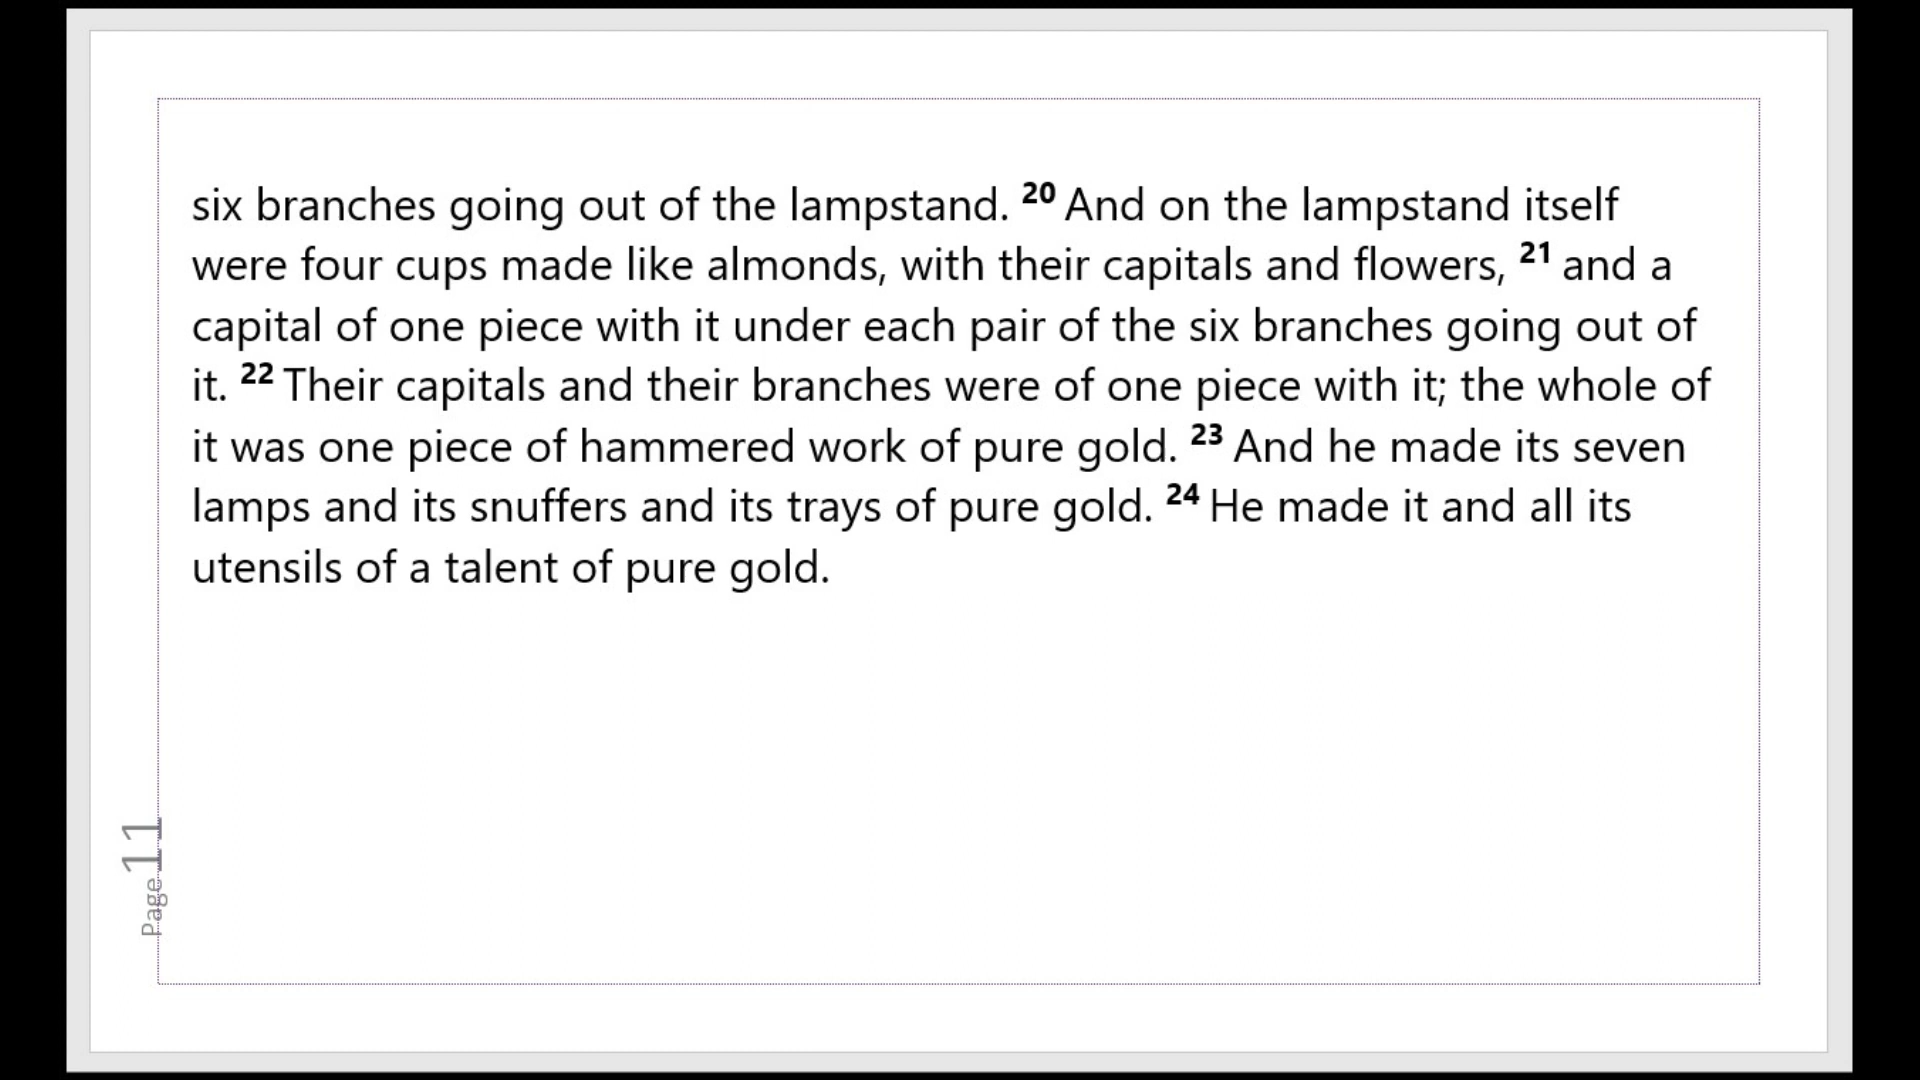 six branches going out of the lampstand. 20 And on the lampstand itself
were four cups made like almonds, with their capitals and flowers, 21 and a
capital of one piece with it under each pair of the six branches going out of
it. 22 Their capitals and their branches were of one piece with it; the whole of
it was one piece of hammered work of pure gold. 23 And he made its seven
lamps and its snuffers and its trays of pure gold. 24 He made it and all its
utensils of a talent of pure gold.
Page 11